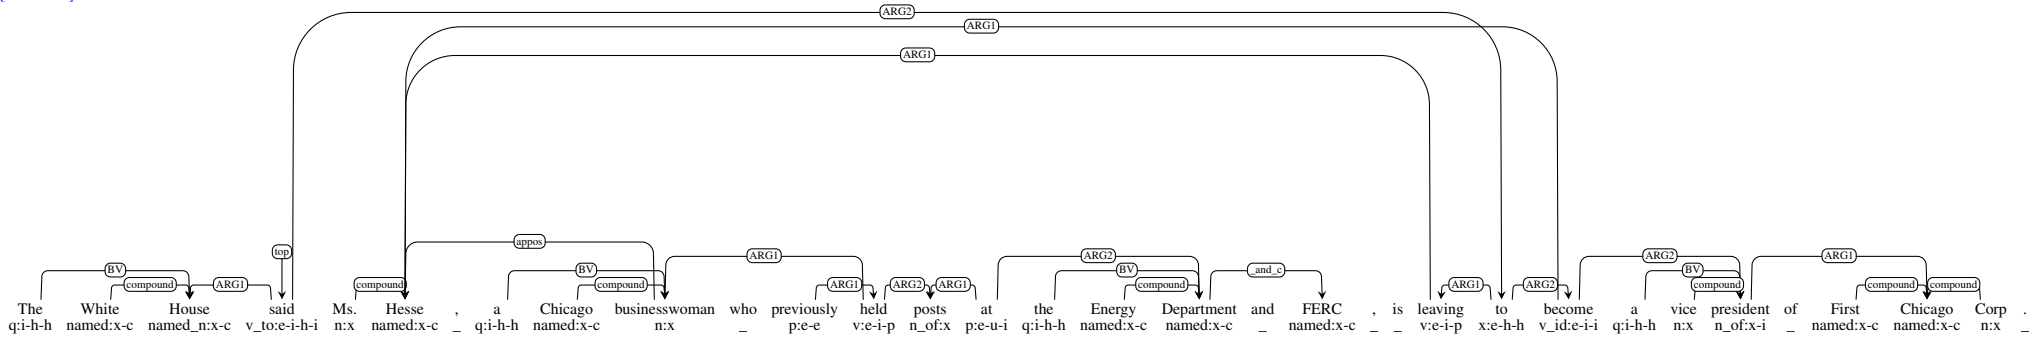 ARG2
ARG1
ARG1
appos
top
ARG1 ARG2 ARG2 ARG1
BV BV BV _and_c BV
compound ARG1 compound compound ARG1 ARG2 ARG1 compound ARG1 ARG2 compound compound compound
The White House said Ms. Hesse , a Chicago businesswoman who previously held posts at the Energy Department and FERC , is leaving to become a vice president of First Chicago Corp .
q:i-h-h named:x-c named_n:x-c v_to:e-i-h-i n:x named:x-c _ q:i-h-h named:x-c n:x _ p:e-e v:e-i-p n_of:x p:e-u-i q:i-h-h named:x-c named:x-c _ named:x-c _ _ v:e-i-p x:e-h-h v_id:e-i-i q:i-h-h n:x n_of:x-i _ named:x-c named:x-c n:x _